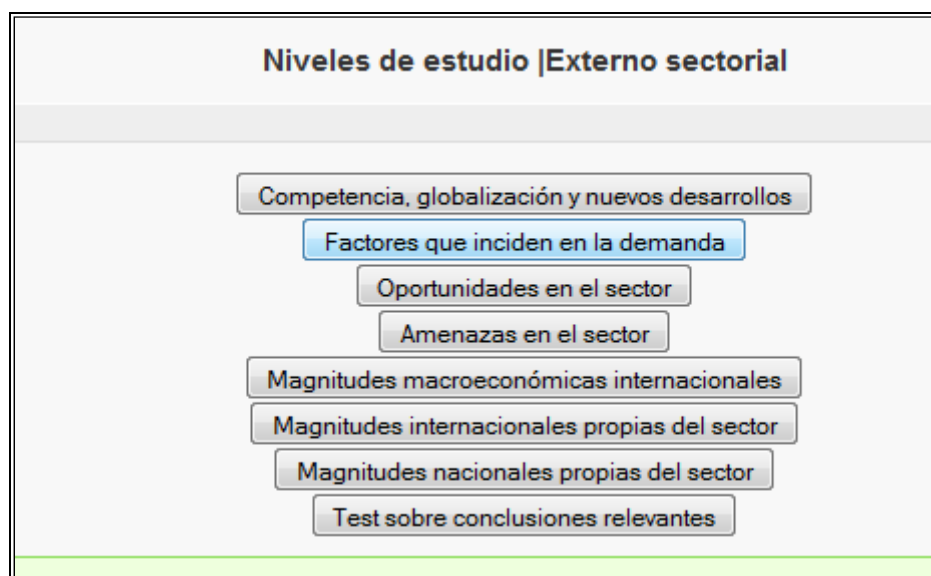 Niveles de estudio |Externo sectorial
Competencia, globalización y nuevos desarrollos
Factores que inciden en la demanda
Oportunidades en el sector
Amenazas en el sector
Magnitudes macroeconómicas internacionales
Magnitudes internacionales propias del sector
Magnitudes nacionales propias del sector
Test sobre conclusiones relevantes